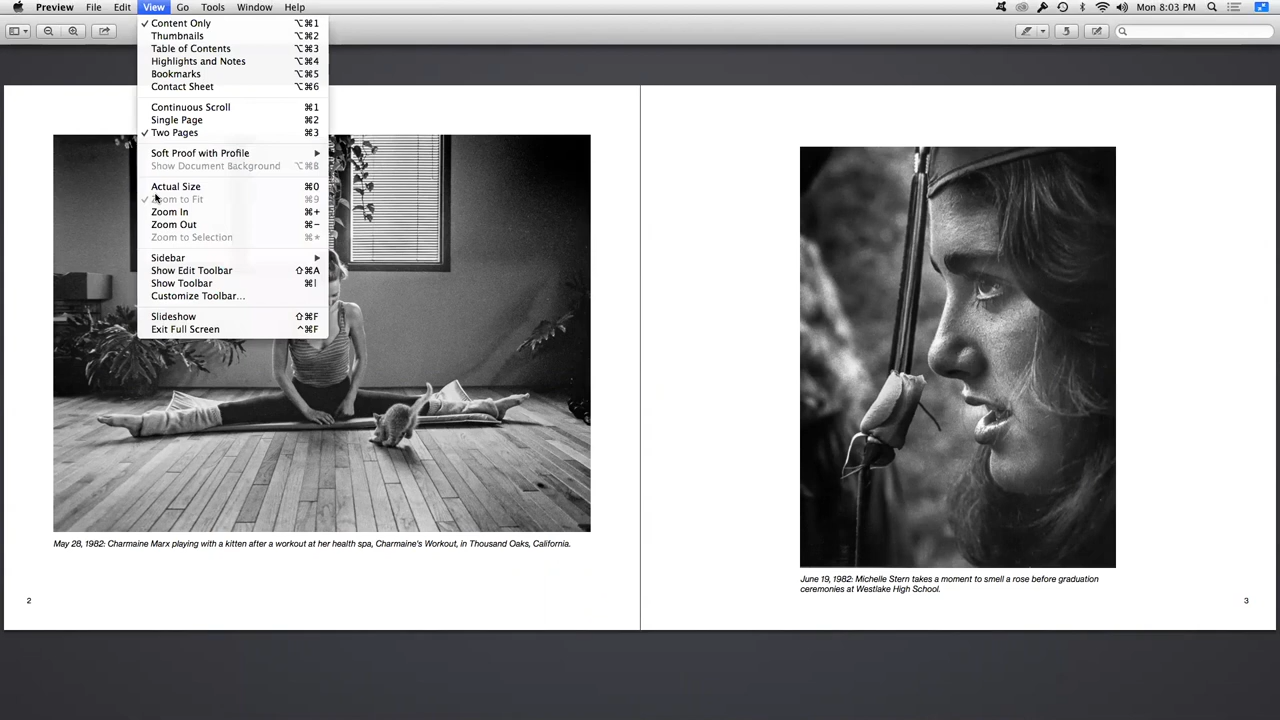 Preview File Edit View Go Tools Window Help Mon 8:03 PM
✓ Content Only ⌥⌘1
Thumbnails ⌥⌘2
Table of Contents ⌥⌘3
Highlights and Notes ⌥⌘4
Bookmarks ⌥⌘5
Contact Sheet ⌥⌘6
Continuous Scroll ⌘1
Single Page ⌘2
✓ Two Pages ⌘3
Soft Proof with Profile
Show Document Background ⌥⌘B
Actual Size ⌘0
✓ Zoom to Fit ⌘9
Zoom In ⌘+
Zoom Out ⌘−
Zoom to Selection ⌘*
Sidebar
Show Edit Toolbar ⇧⌘A
Show Toolbar ⌘I
Customize Toolbar...
Slideshow ⇧⌘F
Exit Full Screen ^⌘F
May 28, 1982: Charmaine Marx playing with a kitten after a workout at her health spa, Charmaine's Workout, in Thousand Oaks, California.
2
June 19, 1982: Michelle Stern takes a moment to smell a rose before graduation
ceremonies at Westlake High School.
3